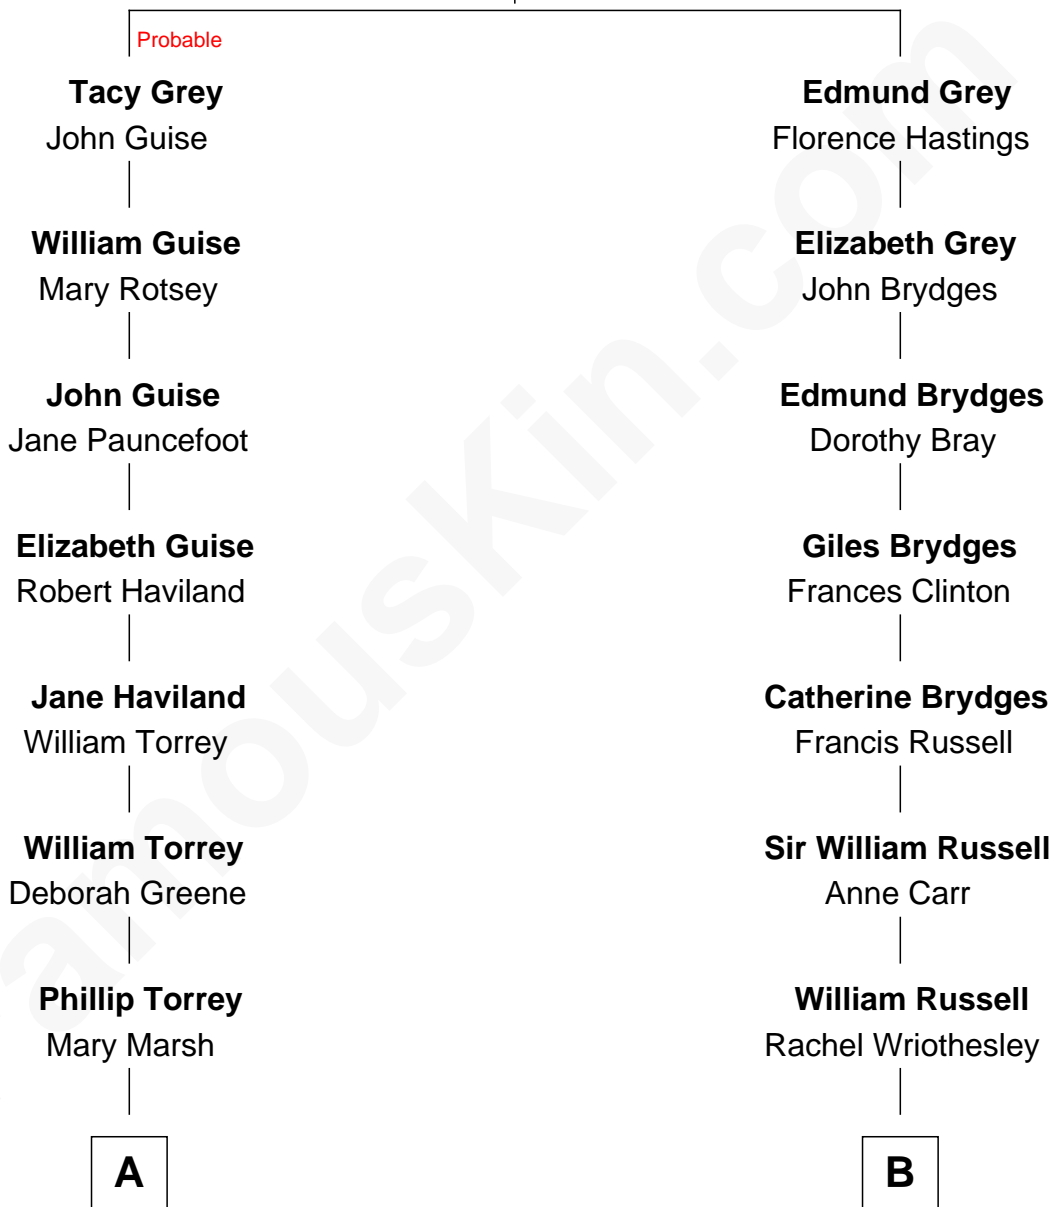 Probable
Tacy Grey
John Guise
Edmund Grey
Florence Hastings
William Guise
Mary Rotsey
Elizabeth Grey
John Brydges
John Guise
Jane Pauncefoot
Edmund Brydges
Dorothy Bray
Elizabeth Guise
Robert Haviland
Giles Brydges
Frances Clinton
Jane Haviland
William Torrey
Catherine Brydges
Francis Russell
William Torrey
Deborah Greene
Sir William Russell
Anne Carr
Phillip Torrey
Mary Marsh
William Russell
Rachel Wriothesley
A
B
amouskin.com